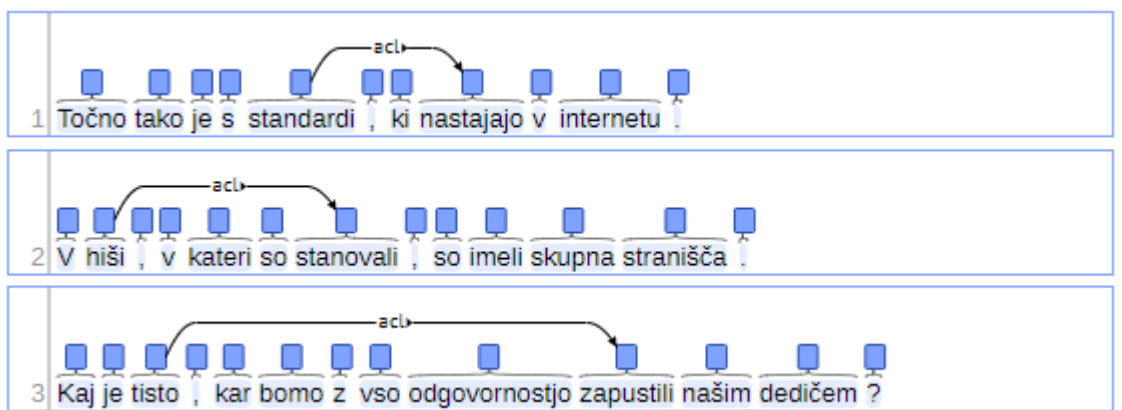 acl
1 Točno tako je s standardi , ki nastajajo v internetu .
acl
2 V hiši , v kateri so stanovali , so imeli skupna stranišča .
acl
3 Kaj je tisto , kar bomo z vso odgovornostjo zapustili našim dedičem ?